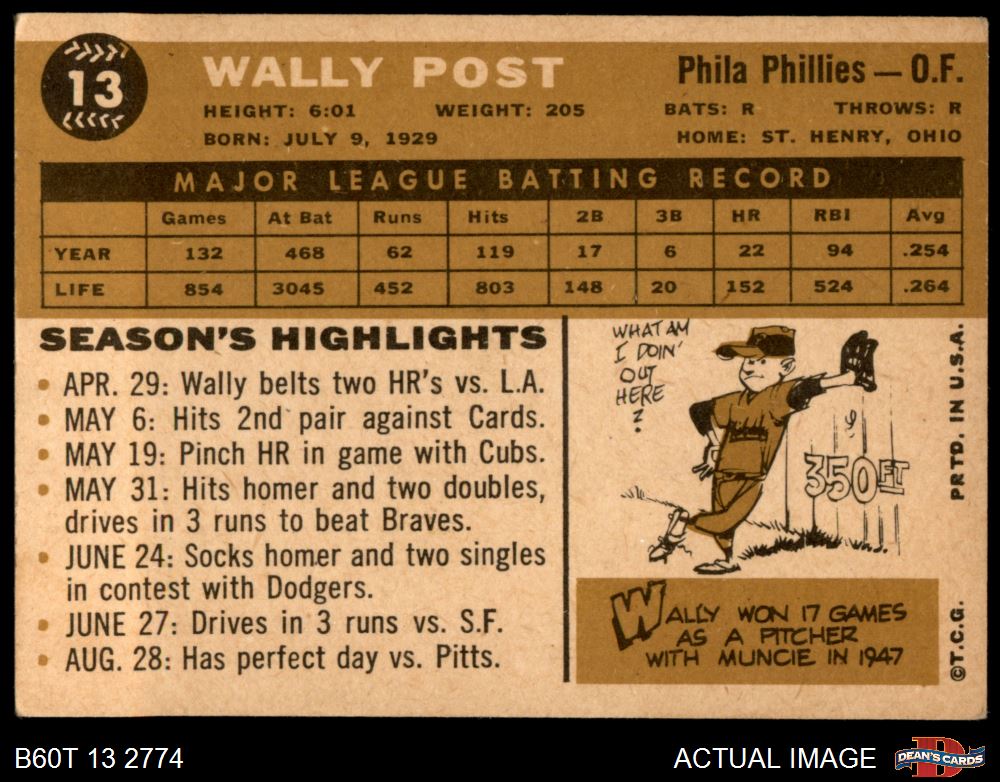 13
WALLY POST
Phila Phillies — O.F.
HEIGHT: 6:01 WEIGHT: 205 BATS: R THROWS: R
BORN: JULY 9, 1929 HOME: ST. HENRY, OHIO
MAJOR LEAGUE BATTING RECORD
Games At Bat Runs Hits 2B 3B HR RBI Avg
YEAR 132 468 62 119 17 6 22 94 .254
LIFE 854 3045 452 803 148 20 152 524 .264
SEASON'S HIGHLIGHTS
• APR. 29: Wally belts two HR's vs. L.A.
• MAY 6: Hits 2nd pair against Cards.
• MAY 19: Pinch HR in game with Cubs.
• MAY 31: Hits homer and two doubles,
drives in 3 runs to beat Braves.
• JUNE 24: Socks homer and two singles
in contest with Dodgers.
• JUNE 27: Drives in 3 runs vs. S.F.
• AUG. 28: Has perfect day vs. Pitts.
WHAT AM
I DOIN'
OUT
HERE
?
350 FT
WALLY WON 17 GAMES
AS A PITCHER
WITH MUNCIE IN 1947
©T.C.G. PRTD. IN U.S.A.
B60T 13 2774
ACTUAL IMAGE
D
DEAN'S CARDS